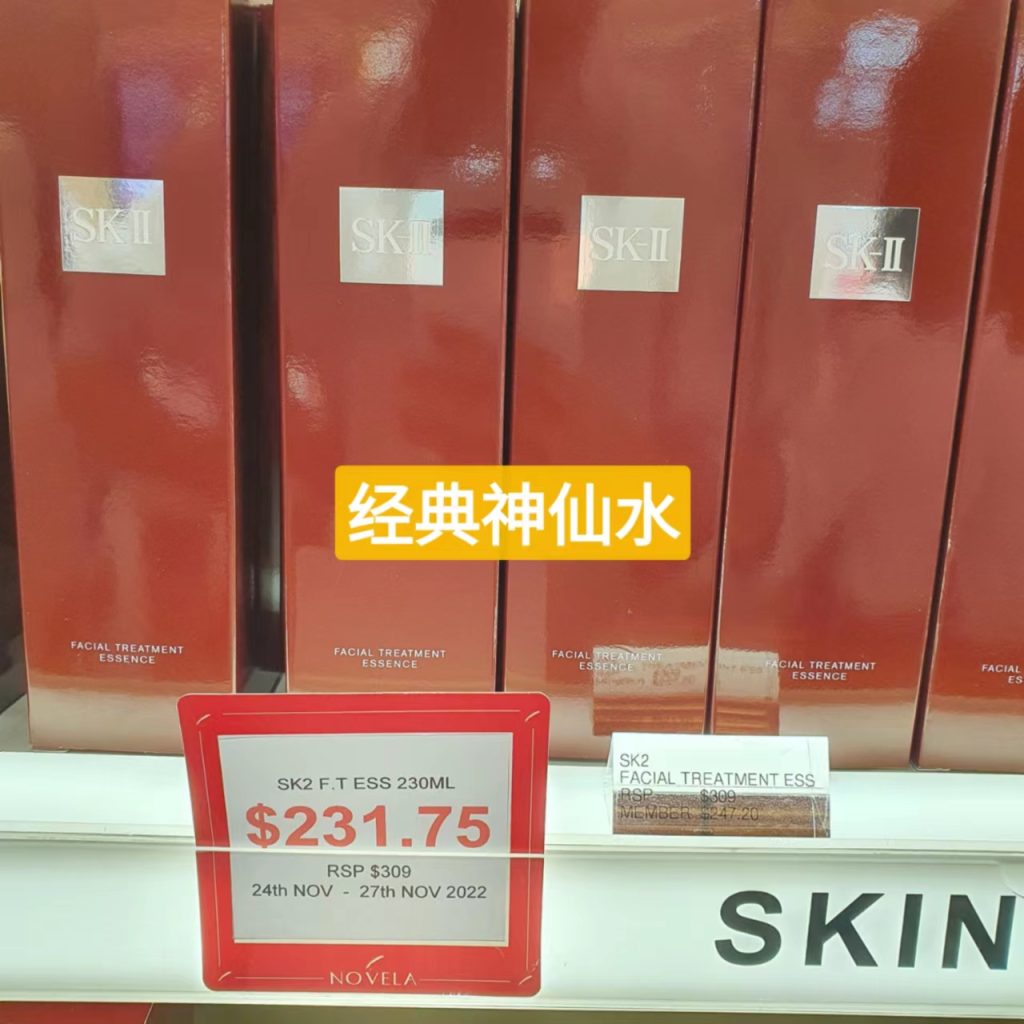 SK-II
SK-II
SK-II
SK-II
经典神仙水
FACIAL TREATMENT
ESSENCE
FACIAL TREATMENT
ESSENCE
FACIAL TREATMENT
ESSENCE
FACIAL TREATMENT
ESSENCE
FACIAL
ES
SK2 F.T ESS 230ML
$231.75
RSP $309
24th NOV - 27th NOV 2022
NOVELA
SK2
FACIAL TREATMENT ESS
RSP $309
MEMBER $247.20
SKIN